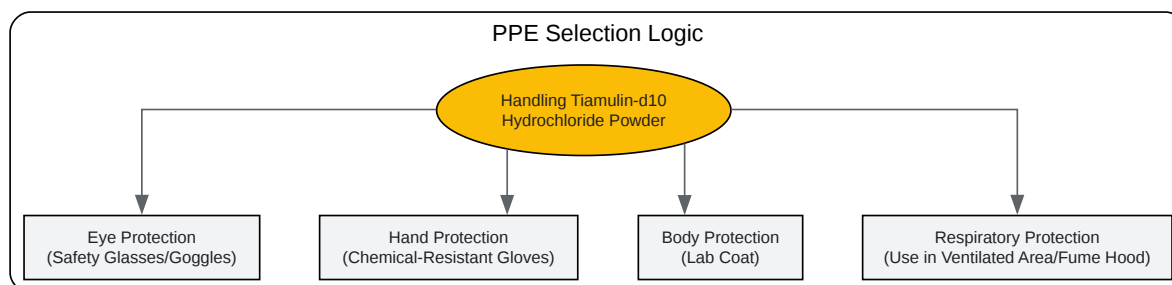 PPE Selection Logic
Handling Tiamulin-d10
Hydrochloride Powder
Eye Protection
(Safety Glasses/Goggles)
Hand Protection
(Chemical-Resistant Gloves)
Body Protection
(Lab Coat)
Respiratory Protection
(Use in Ventilated Area/Fume Hood)